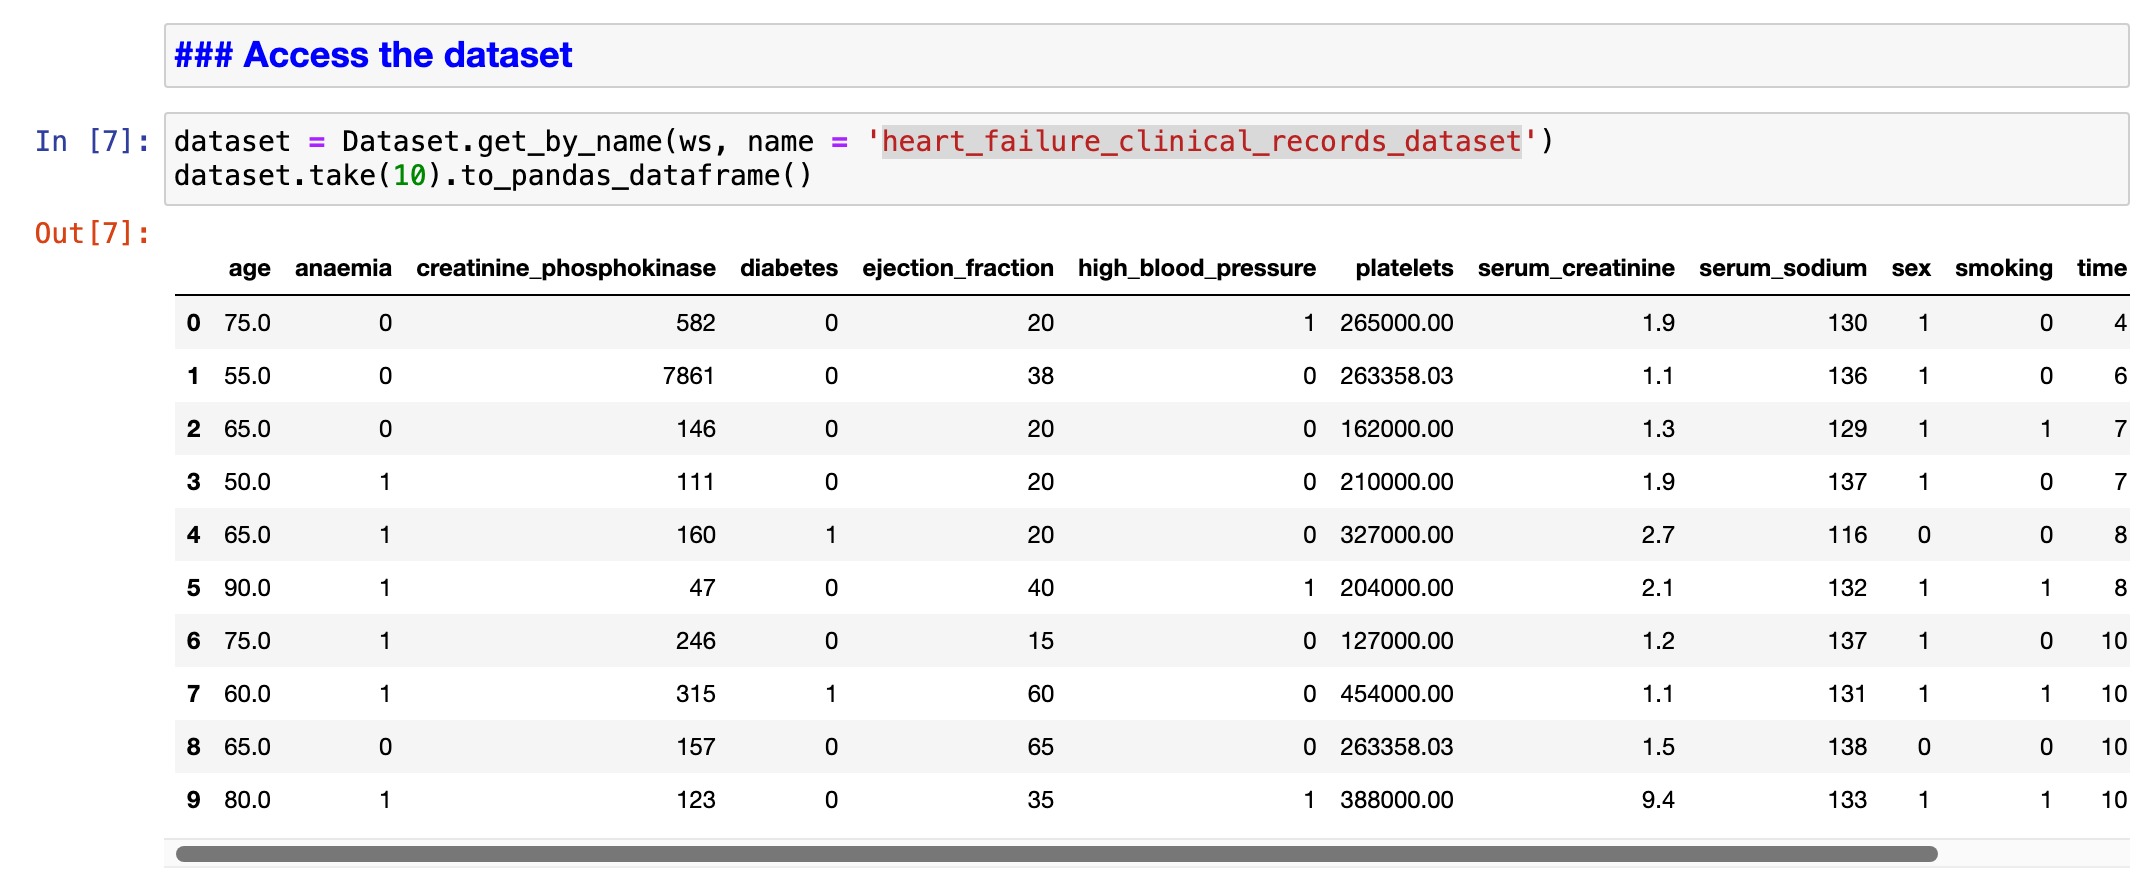 ### Access the dataset
In [7]: dataset = Dataset.get_by_name(ws, name = 'heart_failure_clinical_records_dataset')
dataset.take(10).to_pandas_dataframe()
Out[7]:
age anaemia creatinine_phosphokinase diabetes ejection_fraction high_blood_pressure platelets serum_creatinine serum_sodium sex smoking time
0 75.0 0 582 0 20 1 265000.00 1.9 130 1 0 4
1 55.0 0 7861 0 38 0 263358.03 1.1 136 1 0 6
2 65.0 0 146 0 20 0 162000.00 1.3 129 1 1 7
3 50.0 1 111 0 20 0 210000.00 1.9 137 1 0 7
4 65.0 1 160 1 20 0 327000.00 2.7 116 0 0 8
5 90.0 1 47 0 40 1 204000.00 2.1 132 1 1 8
6 75.0 1 246 0 15 0 127000.00 1.2 137 1 0 10
7 60.0 1 315 1 60 0 454000.00 1.1 131 1 1 10
8 65.0 0 157 0 65 0 263358.03 1.5 138 0 0 10
9 80.0 1 123 0 35 1 388000.00 9.4 133 1 1 10